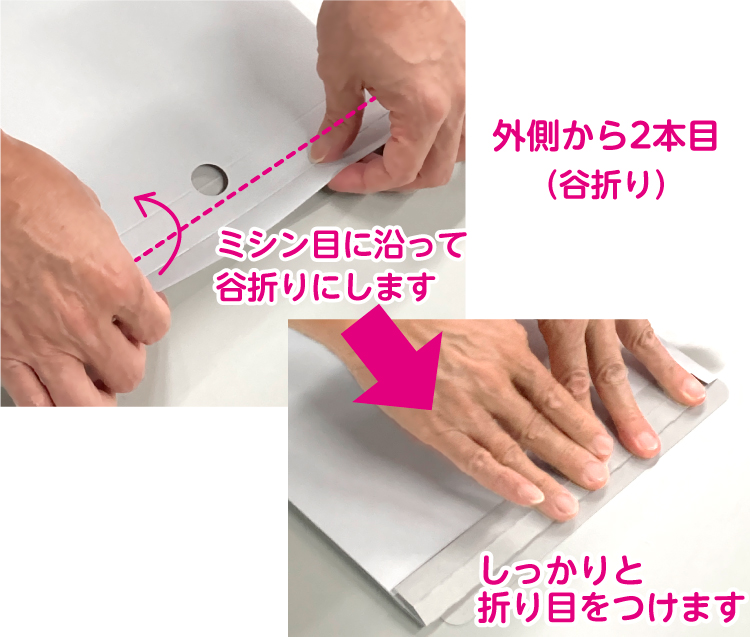 外側から2本目
（谷折り）
ミシン目に沿って
谷折りにします
しっかりと
折り目をつけます